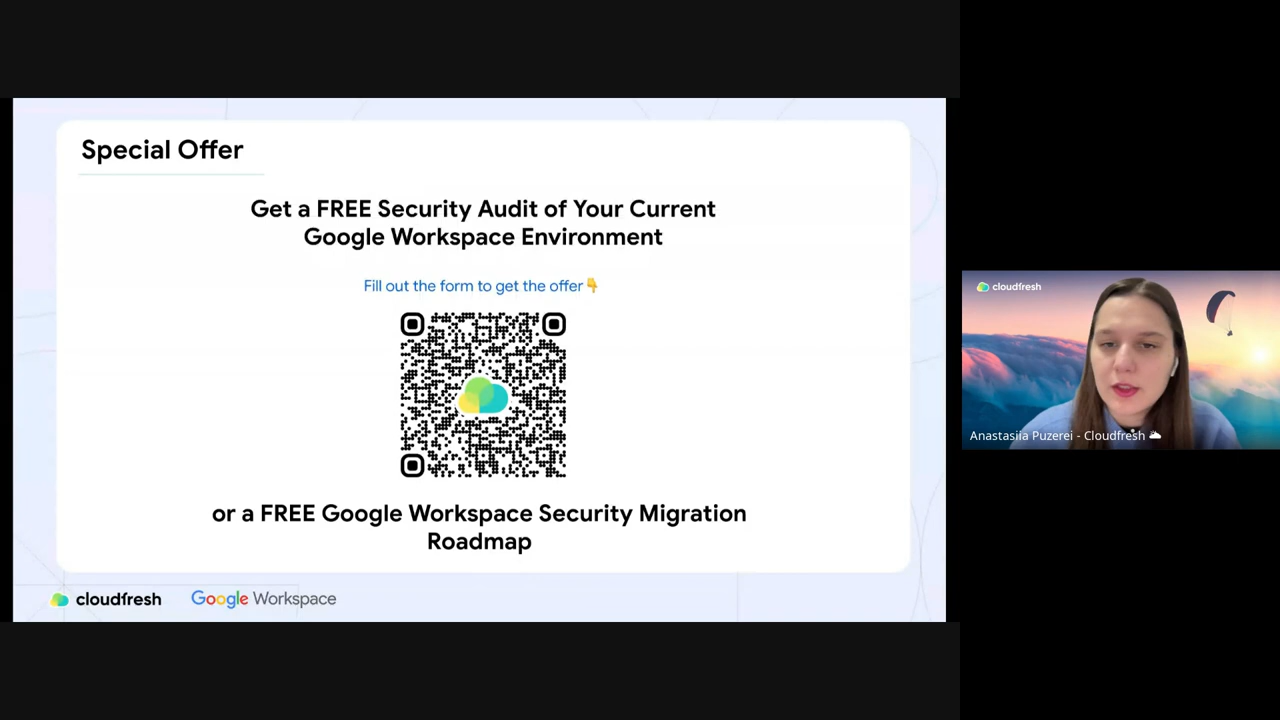 Special Offer
Get a FREE Security Audit of Your Current
Google Workspace Environment
Fill out the form to get the offer👇
or a FREE Google Workspace Security Migration
Roadmap
cloudfresh
Google Workspace
cloudfresh
Anastasiia Puzerei - Cloudfresh 🌥